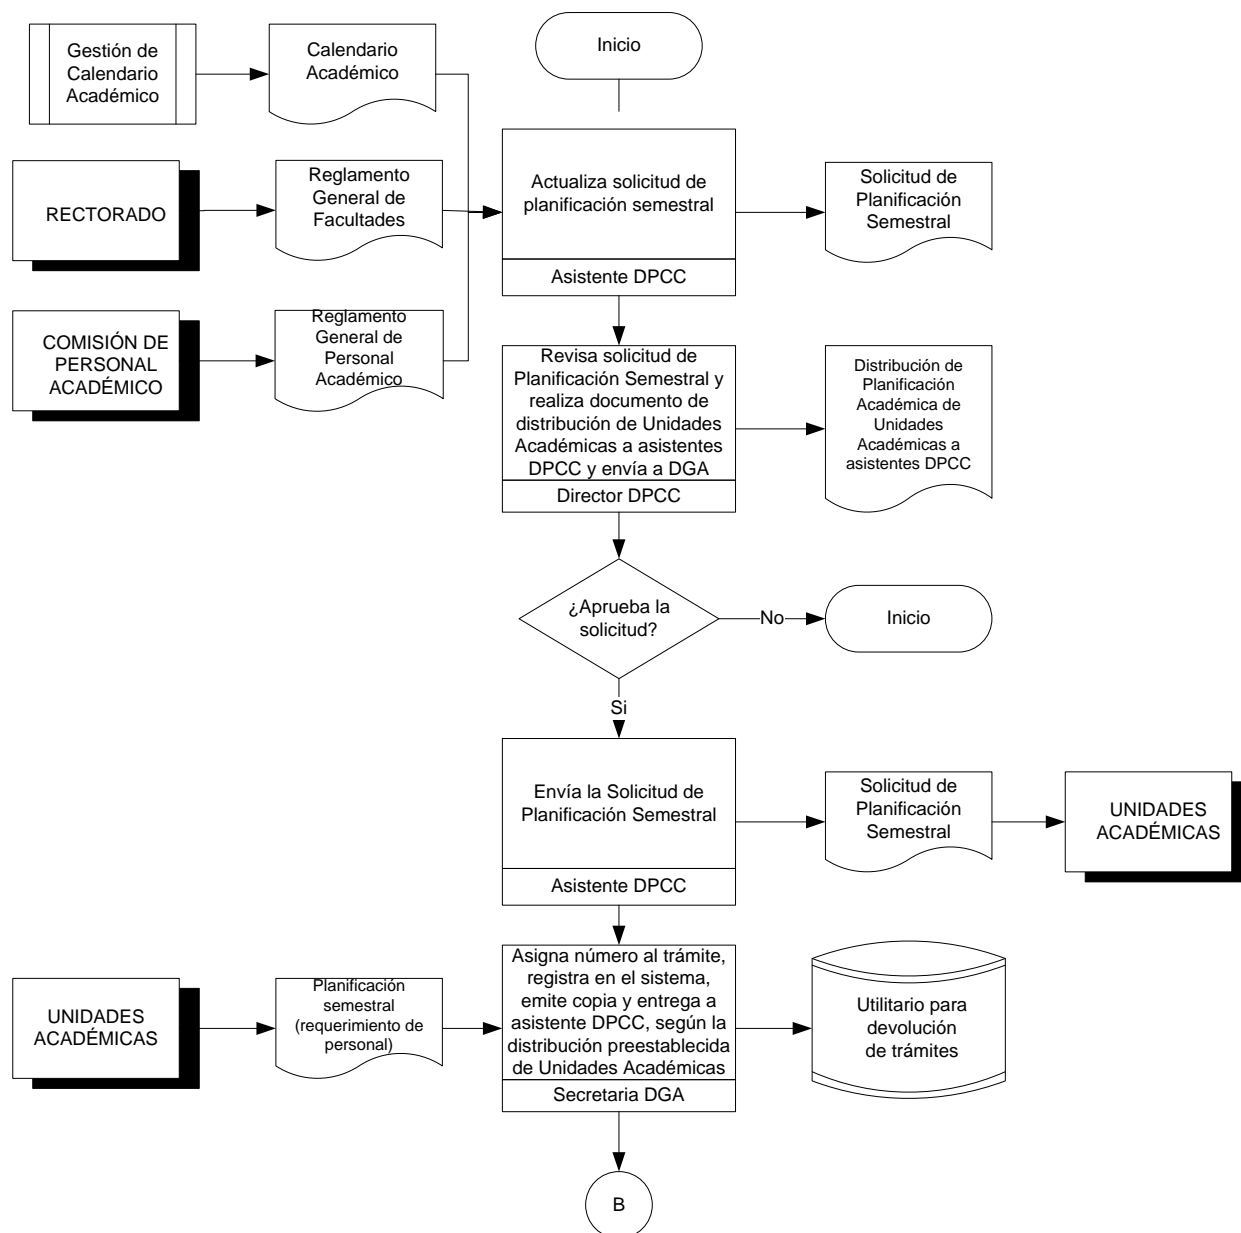 Gestión de
Calendario
Académico
Calendario
Académico
Inicio
RECTORADO
Reglamento
General de
Facultades
Actualiza solicitud de
planificación semestral
Asistente DPCC
Solicitud de
Planificación
Semestral
COMISIÓN DE
PERSONAL
ACADÉMICO
Reglamento
General de
Personal
Académico
Revisa solicitud de
Planificación Semestral y
realiza documento de
distribución de Unidades
Académicas a asistentes
DPCC y envía a DGA
Director DPCC
Distribución de
Planificación
Académica de
Unidades
Académicas a
asistentes DPCC
¿Aprueba la
solicitud?
No
Inicio
Si
Envía la Solicitud de
Planificación Semestral
Asistente DPCC
Solicitud de
Planificación
Semestral
UNIDADES
ACADÉMICAS
UNIDADES
ACADÉMICAS
Planificación
semestral
(requerimiento de
personal)
Asigna número al trámite,
registra en el sistema,
emite copia y entrega a
asistente DPCC, según la
distribución preestablecida
de Unidades Académicas
Secretaria DGA
Utilitario para
devolución
de trámites
B